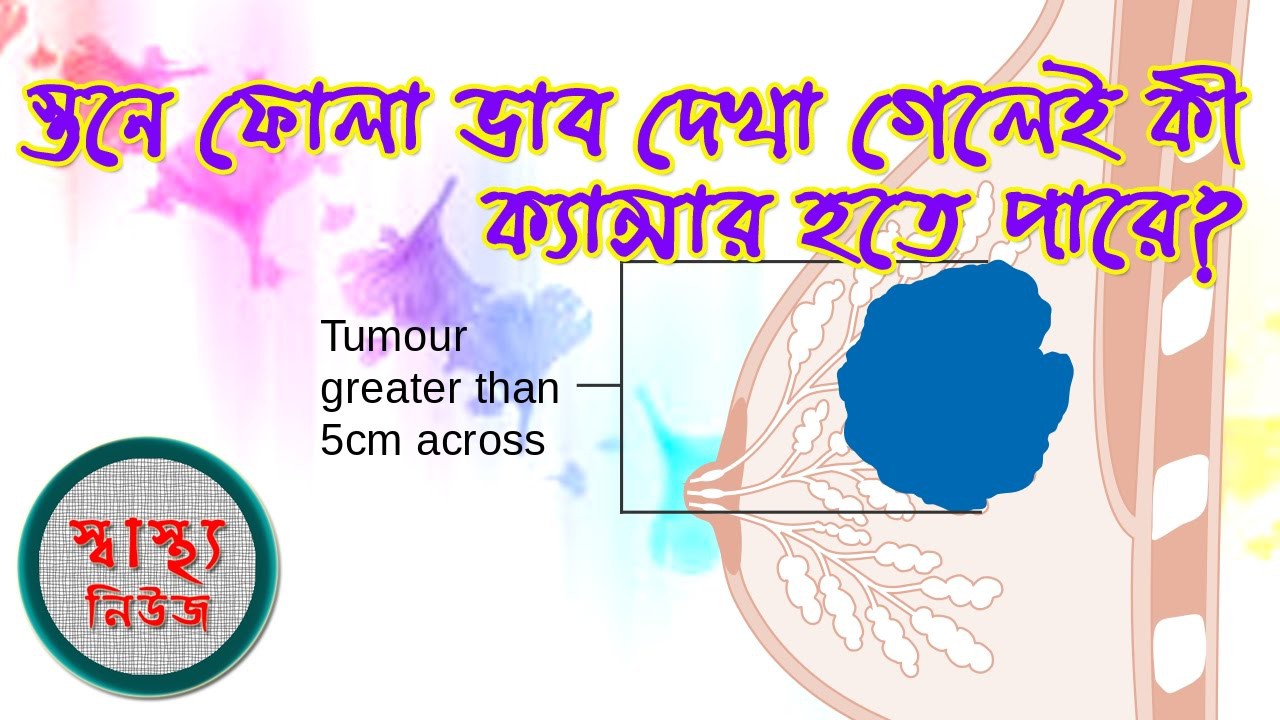 স্তনে ফোলা ভাব দেখা গেলেই কী
ক্যান্সার হতে পারে?
Tumour
greater than
5cm across
স্বাস্থ্য
নিউজ